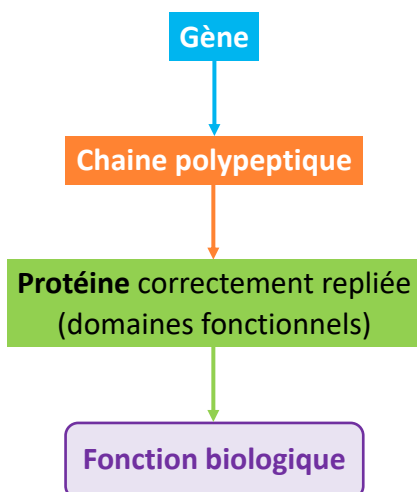 Gène
Chaine polypeptique
Protéine correctement repliée
(domaines fonctionnels)
Fonction biologique